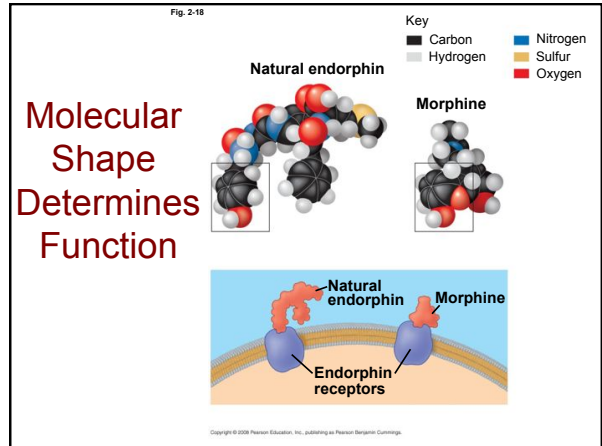 Fig. 2-18
Key
Carbon
Hydrogen
Nitrogen
Sulfur
Oxygen
Natural endorphin
Morphine
Molecular
Shape
Determines
Function
Natural
endorphin
Morphine
Endorphin
receptors
Copyright © 2008 Pearson Education, Inc., publishing as Pearson Benjamin Cummings.